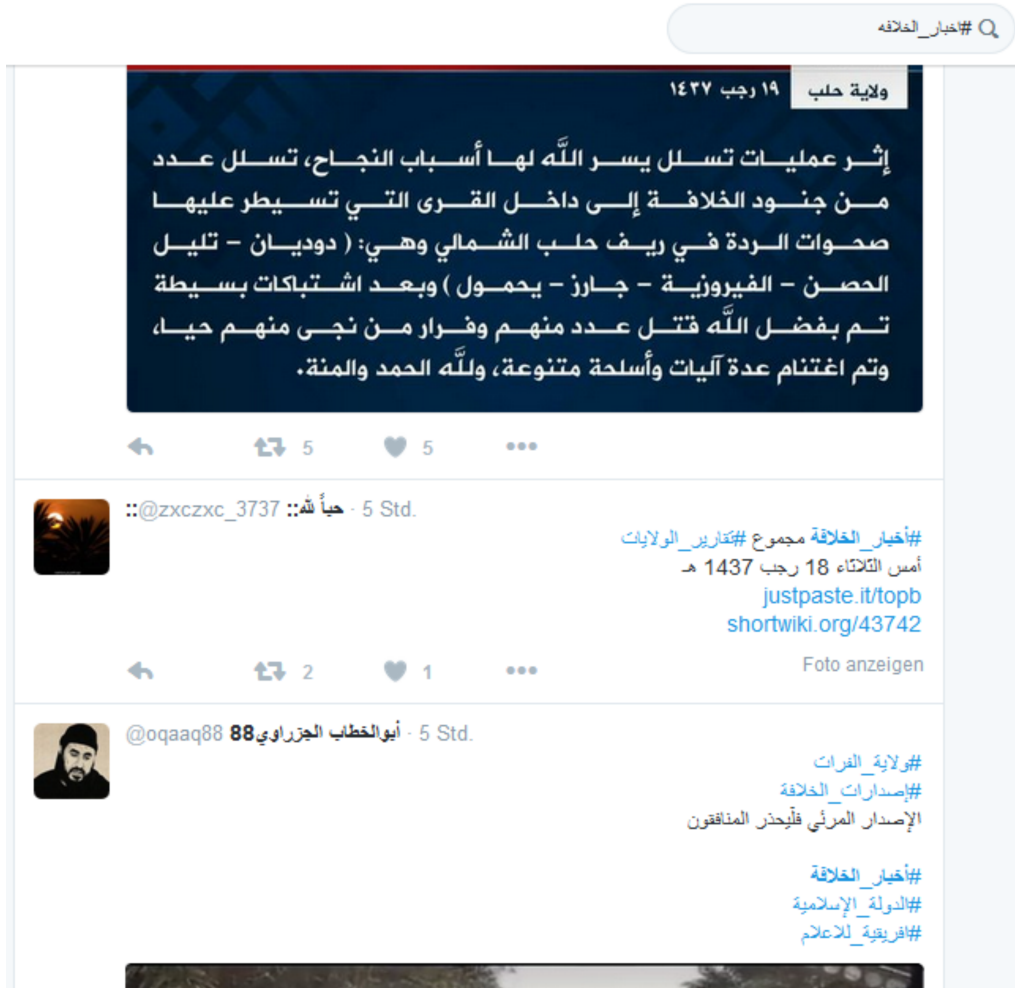 #اخبار_الخلافه
ولاية حلب
١٩ رجب ١٤٣٧
إثر عمليات تسلل يسر الله لها أسباب النجاح، تسلل عدد
من جنود الخلافة إلى داخل القرى التي تسيطر عليها
صحوات الردة في ريف حلب الشمالي وهي: ( دوديان - تليل
الحصن - الفيروزية - جارز - يحمول ) وبعد اشتباكات بسيطة
تم بفضل الله قتل عدد منهم وفرار من نجى منهم حيا،
وتم اغتنام عدة آليات وأسلحة متنوعة، ولله الحمد والمنة.
5 5
::حباً لله:: @zxczxc_3737 · 5 Std.
#أخبار_الخلافة مجموع #تقارير_الولايات
أمس الثلاثاء 18 رجب 1437 هـ
justpaste.it/topb
shortwiki.org/43742
Foto anzeigen
2 1
أبوالخطاب الجزراوي88 @oqaaq88 · 5 Std.
#ولاية_الفرات
#إصدارات_الخلافة
الإصدار المرئي فلْيحذر المنافقون
#أخبار_الخلافة
#الدولة_الإسلامية
#افريقية_للاعلام